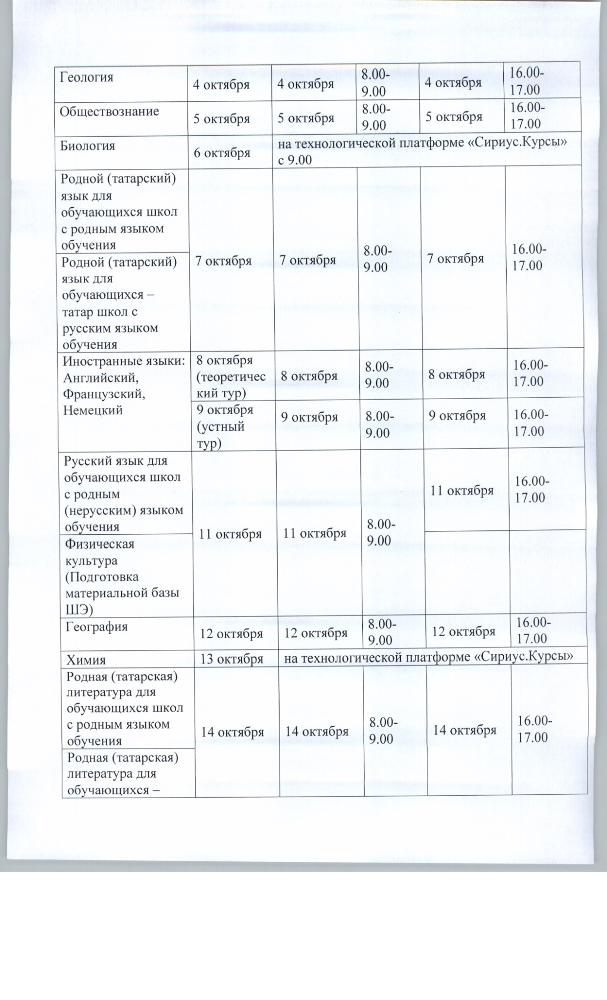 Геология
4 октября
4 октября
8.00-
9.00
4 октября
16.00-
17.00
Обществознание
5 октября
5 октября
8.00-
9.00
5 октября
16.00-
17.00
Биология
6 октября
на технологической платформе «Сириус.Курсы»
с 9.00
Родной (татарский)
язык для
обучающихся школ
с родным языком
обучения
Родной (татарский)
язык для
обучающихся –
татар школ с
русским языком
обучения
7 октября
7 октября
8.00-
9.00
7 октября
16.00-
17.00
Иностранные языки:
Английский,
Французский,
Немецкий
8 октября
(теоретичес
кий тур)
8 октября
8.00-
9.00
8 октября
16.00-
17.00
9 октября
(устный
тур)
9 октября
8.00-
9.00
9 октября
16.00-
17.00
Русский язык для
обучающихся школ
с родным
(нерусским) языком
обучения
Физическая
культура
(Подготовка
материальной базы
ШЭ)
11 октября
11 октября
8.00-
9.00
11 октября
16.00-
17.00
География
12 октября
12 октября
8.00-
9.00
12 октября
16.00-
17.00
Химия
13 октября
на технологической платформе «Сириус.Курсы»
Родная (татарская)
литература для
обучающихся школ
с родным языком
обучения
Родная (татарская)
литература для
обучающихся –
14 октября
14 октября
8.00-
9.00
14 октября
16.00-
17.00